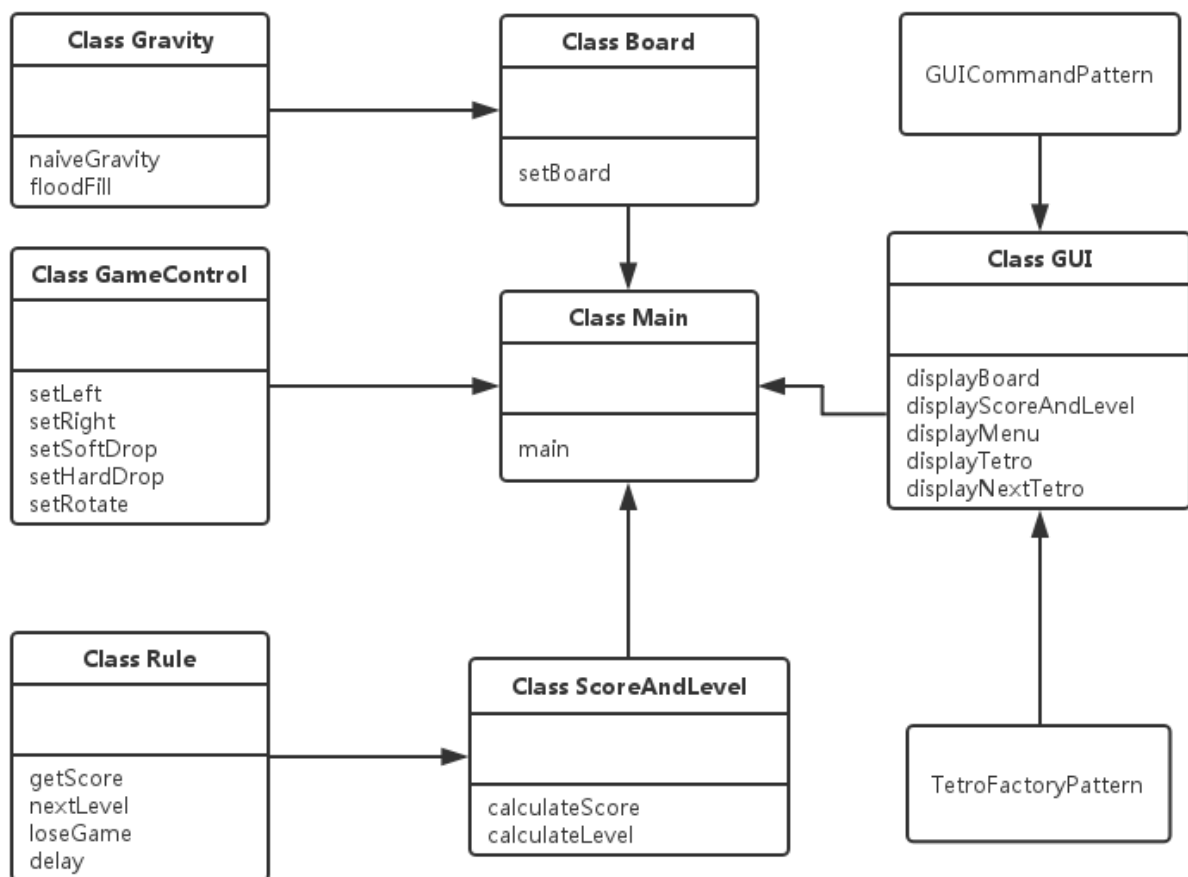 Class Gravity
naiveGravity
floodFill
Class Board
setBoard
GUICommandPattern
Class GameControl
setLeft
setRight
setSoftDrop
setHardDrop
setRotate
Class Main
main
Class GUI
displayBoard
displayScoreAndLevel
displayMenu
displayTetro
displayNextTetro
Class Rule
getScore
nextLevel
loseGame
delay
Class ScoreAndLevel
calculateScore
calculateLevel
TetroFactoryPattern